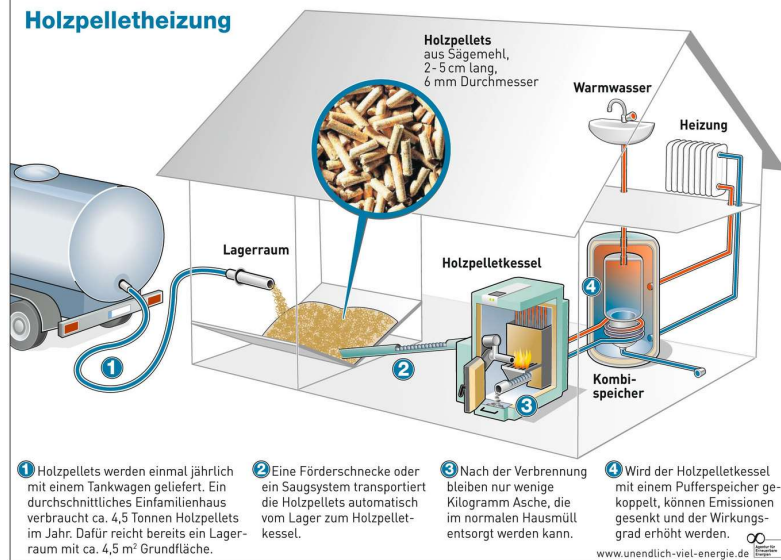 Holzpelletheizung
Holzpellets
aus Sägemehl,
2-5 cm lang,
6 mm Durchmesser
Warmwasser
Heizung
Lagerraum
Holzpelletkessel
Kombi-
speicher
1
2
3
4
1 Holzpellets werden einmal jährlich
mit einem Tankwagen geliefert. Ein
durchschnittliches Einfamilienhaus
verbraucht ca. 4,5 Tonnen Holzpellets
im Jahr. Dafür reicht bereits ein Lager-
raum mit ca. 4,5 m² Grundfläche.
2 Eine Förderschnecke oder
ein Saugsystem transportiert
die Holzpellets automatisch
vom Lager zum Holzpellet-
kessel.
3 Nach der Verbrennung
bleiben nur wenige
Kilogramm Asche, die
im normalen Hausmüll
entsorgt werden kann.
4 Wird der Holzpelletkessel
mit einem Pufferspeicher ge-
koppelt, können Emissionen
gesenkt und der Wirkungs-
grad erhöht werden.
www.unendlich-viel-energie.de
Agentur für
Erneuerbare
Energien